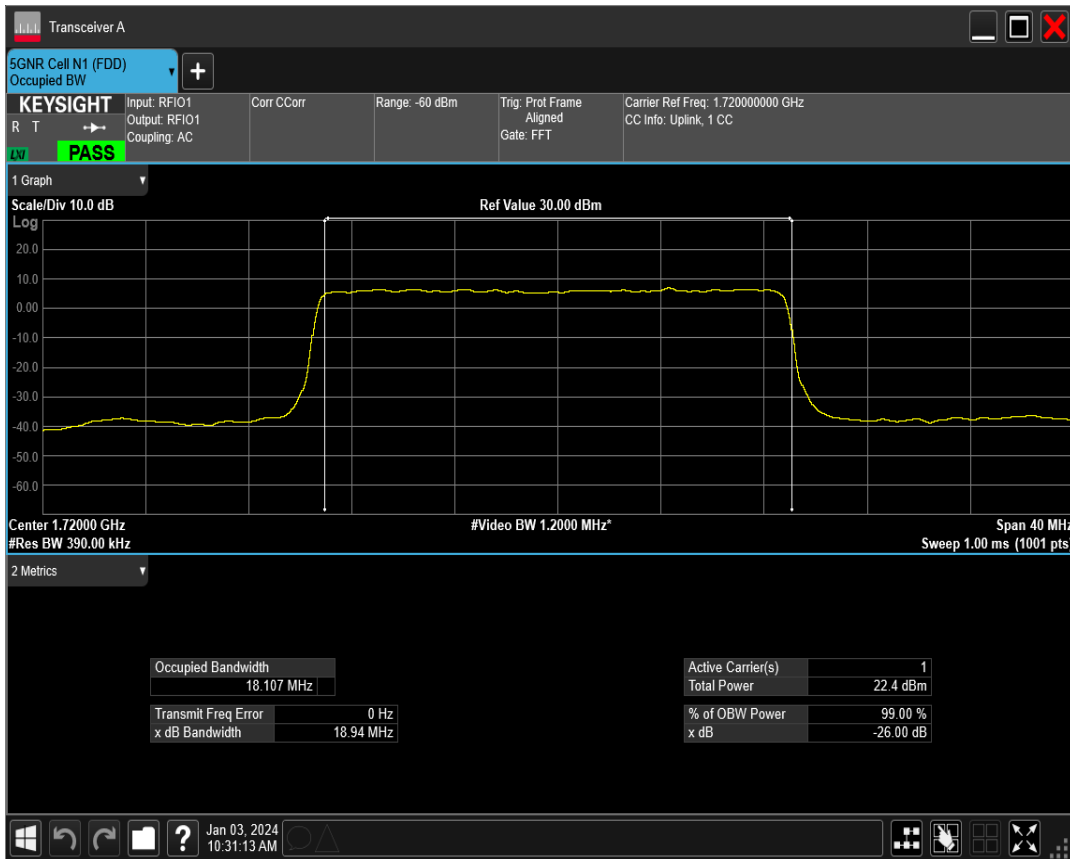 Transceiver A
5GNR Cell N1 (FDD)
Occupied BW
KEYSIGHT
R T
LXI
PASS
Input: RFIO1
Output: RFIO1
Coupling: AC
Corr CCorr
Range: -60 dBm
Trig: Prot Frame
Aligned
Gate: FFT
Carrier Ref Freq: 1.720000000 GHz
CC Info: Uplink, 1 CC
1 Graph
Scale/Div 10.0 dB
Ref Value 30.00 dBm
Log
20.0
10.0
0.00
-10.0
-20.0
-30.0
-40.0
-50.0
-60.0
Center 1.72000 GHz
#Video BW 1.2000 MHz*
Span 40 MHz
#Res BW 390.00 kHz
Sweep 1.00 ms (1001 pts)
2 Metrics
Occupied Bandwidth
18.107 MHz
Transmit Freq Error 0 Hz
x dB Bandwidth 18.94 MHz
Active Carrier(s) 1
Total Power 22.4 dBm
% of OBW Power 99.00 %
x dB -26.00 dB
Jan 03, 2024
10:31:13 AM